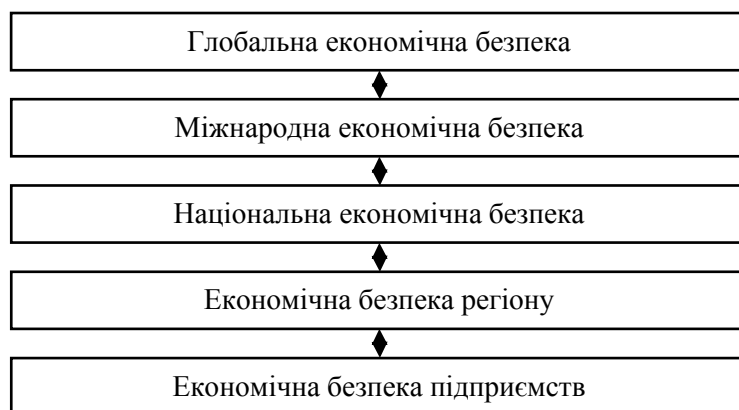 Глобальна економічна безпека
Міжнародна економічна безпека
Національна економічна безпека
Економічна безпека регіону
Економічна безпека підприємств